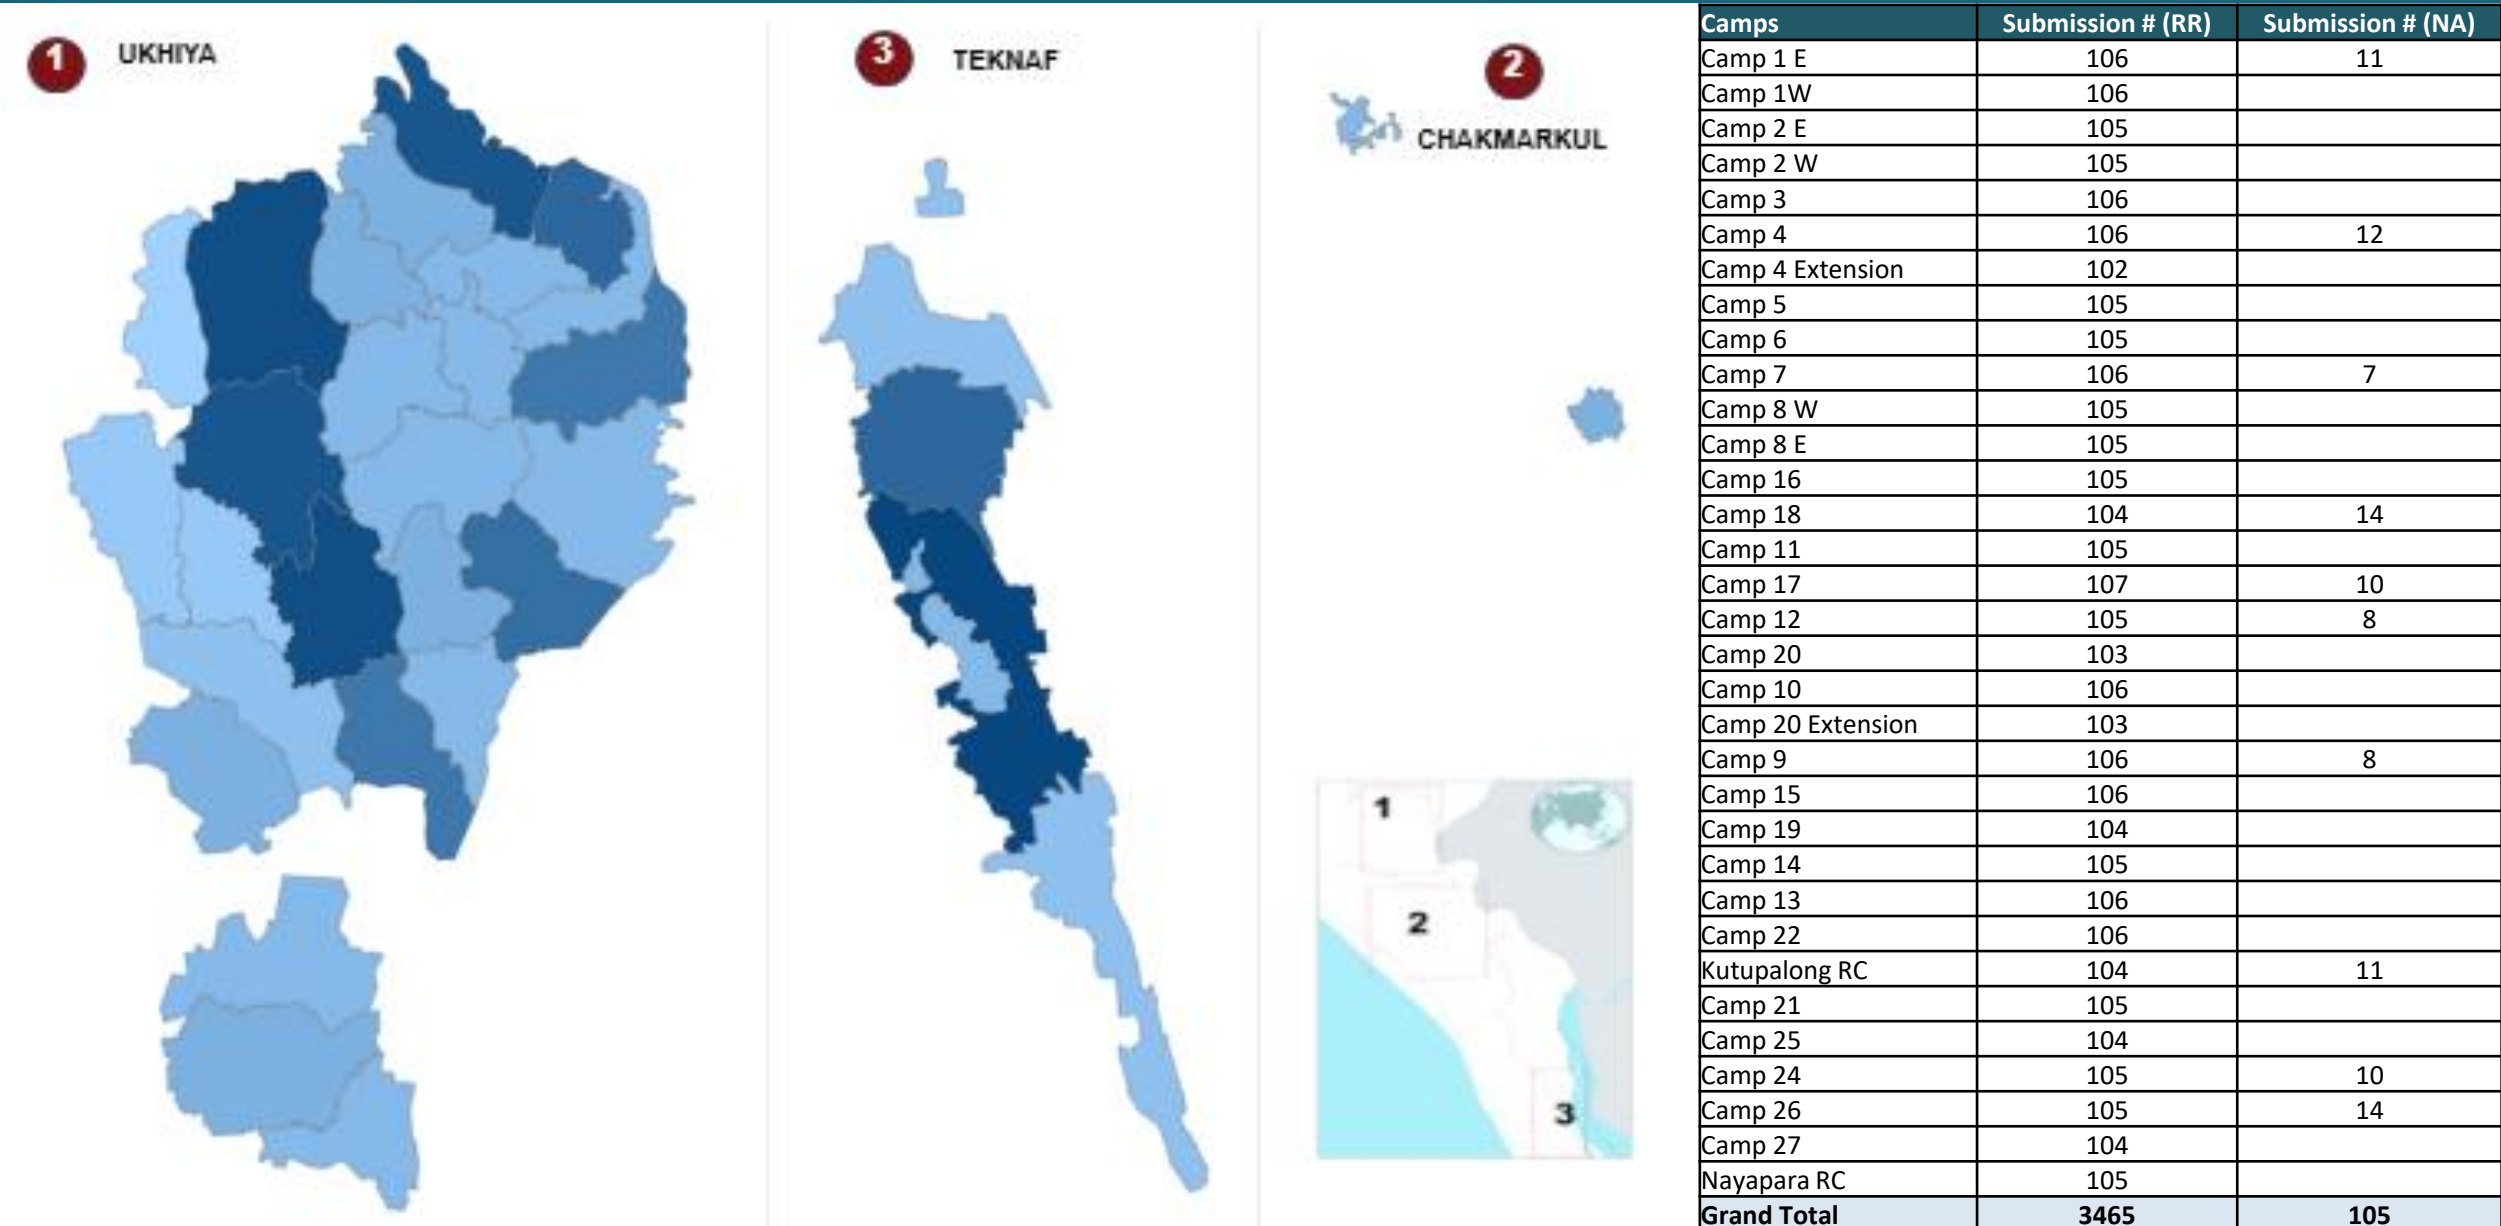 1 UKHIYA
3 TEKNAF
2
CHAKMARKUL
1
2
3
Camps Submission # (RR) Submission # (NA)
Camp 1 E 106 11
Camp 1W 106
Camp 2 E 105
Camp 2 W 105
Camp 3 106
Camp 4 106 12
Camp 4 Extension 102
Camp 5 105
Camp 6 105
Camp 7 106 7
Camp 8 W 105
Camp 8 E 105
Camp 16 105
Camp 18 104 14
Camp 11 105
Camp 17 107 10
Camp 12 105 8
Camp 20 103
Camp 10 106
Camp 20 Extension 103
Camp 9 106 8
Camp 15 106
Camp 19 104
Camp 14 105
Camp 13 106
Camp 22 106
Kutupalong RC 104 11
Camp 21 105
Camp 25 104
Camp 24 105 10
Camp 26 105 14
Camp 27 104
Nayapara RC 105
Grand Total 3465 105